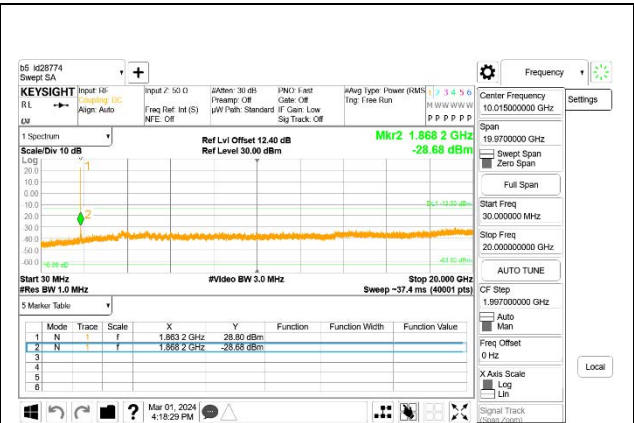 b5 Id28774
Swept SA
Frequency
KEYSIGHT
RL
Input: RF
Coupling: DC
Align: Auto
Input Z: 50 Ω
Freq Ref: Int (S)
NFE: Off
#Atten: 30 dB
Preamp: Off
µW Path: Standard
PNO: Fast
Gate: Off
IF Gain: Low
Sig Track: Off
#Avg Type: Power (RMS
Trig: Free Run
1 2 3 4 5 6
M W W W W W
P P P P P P
1 Spectrum
Scale/Div 10 dB
Log
Ref Lvl Offset 12.40 dB
Ref Level 30.00 dBm
Mkr2 1.868 2 GHz
-28.68 dBm
20.0
10.0
0.00
10.0
20.0
30.0
40.0
50.0
-60.0
1
2
Start 30 MHz
#Res BW 1.0 MHz
#Video BW 3.0 MHz
Stop 20.000 GHz
Sweep ~37.4 ms (40001 pts)
5 Marker Table
Mode Trace Scale X Y Function Function Width Function Value
1 N 1 f 1.863 2 GHz 28.80 dBm
2 N 1 f 1.868 2 GHz -28.68 dBm
3
4
5
6
Mar 01, 2024
4:18:29 PM
Center Frequency
10.015000000 GHz
Settings
Span
19.9700000 GHz
Swept Span
Zero Span
Full Span
Start Freq
30.000000 MHz
Stop Freq
20.000000000 GHz
AUTO TUNE
CF Step
1.997000000 GHz
Auto
Man
Freq Offset
0 Hz
X Axis Scale
Log
Lin
Local
Signal Track
(Span Zoom)